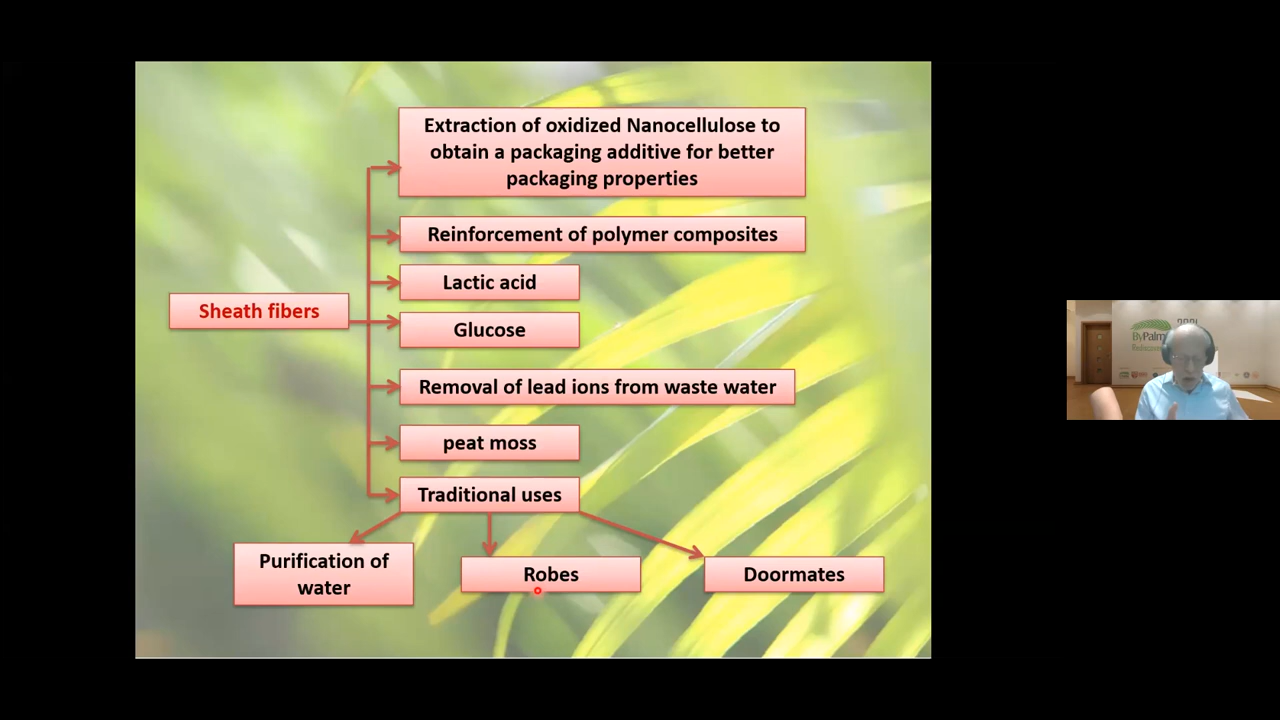 Extraction of oxidized Nanocellulose to
obtain a packaging additive for better
packaging properties
Reinforcement of polymer composites
Lactic acid
Sheath fibers
Glucose
Removal of lead ions from waste water
peat moss
Traditional uses
Purification of
water
Robes
Doormates
ByPalm